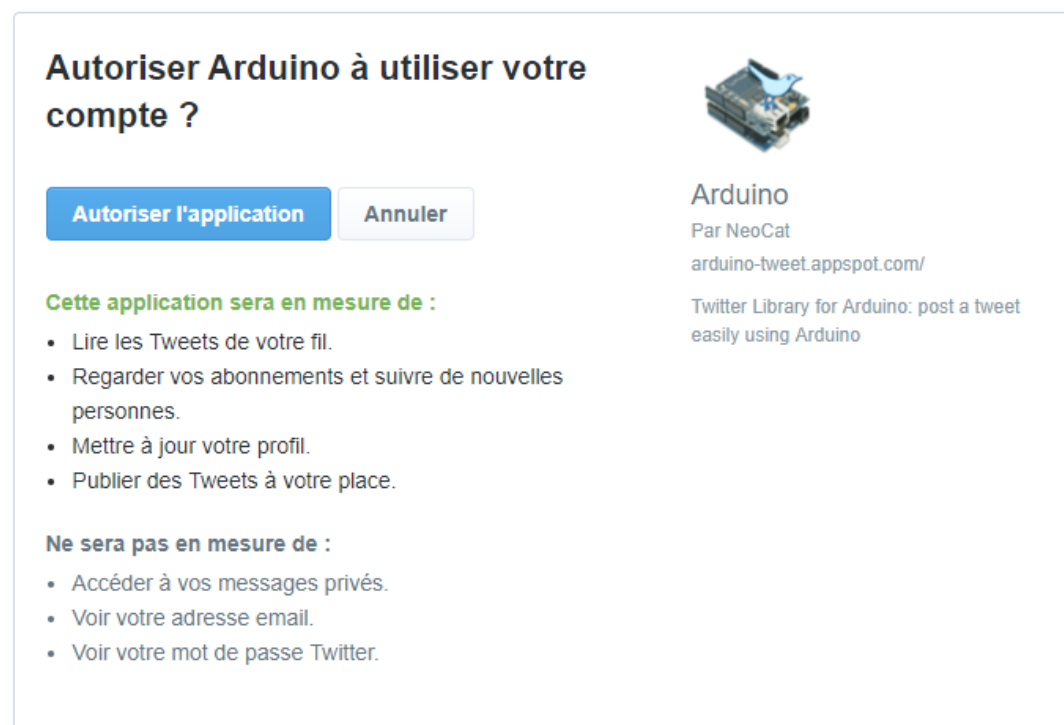 Autoriser Arduino à utiliser votre
compte ?
Autoriser l'application
Annuler
Cette application sera en mesure de :
• Lire les Tweets de votre fil.
• Regarder vos abonnements et suivre de nouvelles
personnes.
• Mettre à jour votre profil.
• Publier des Tweets à votre place.
Ne sera pas en mesure de :
• Accéder à vos messages privés.
• Voir votre adresse email.
• Voir votre mot de passe Twitter.
Arduino
Par NeoCat
arduino-tweet.appspot.com/
Twitter Library for Arduino: post a tweet
easily using Arduino